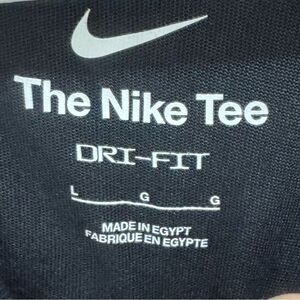 The Nike Tee
DRI-FIT
L G G
MADE IN EGYPT
FABRIQUE EN EGYPTE